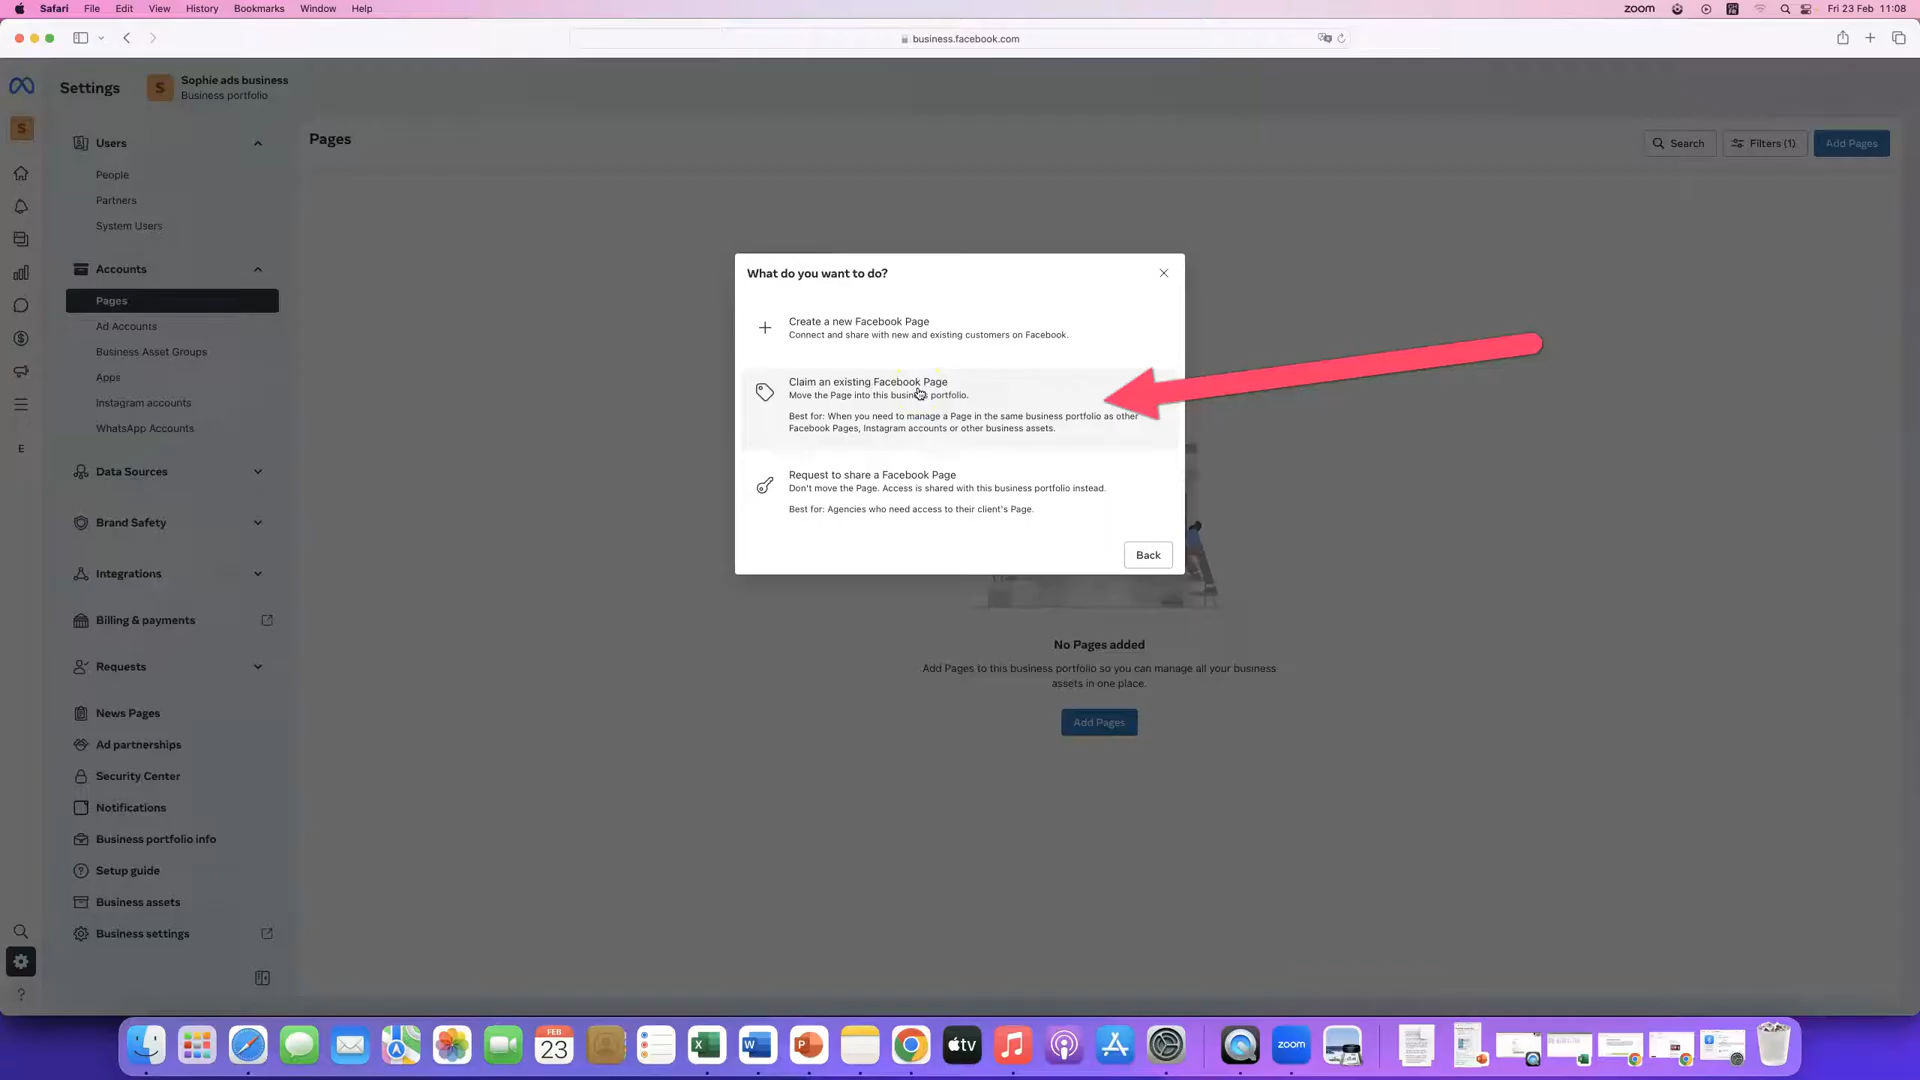 Safari File Edit View History Bookmarks Window Help
zoom
Fri 23 Feb 11:08
business.facebook.com
Settings
S
Sophie ads business
Business portfolio
S
Users
People
Partners
System Users
Accounts
Pages
Ad Accounts
Business Asset Groups
Apps
Instagram accounts
WhatsApp Accounts
E
Data Sources
Brand Safety
Integrations
Billing & payments
Requests
News Pages
Ad partnerships
Security Center
Notifications
Business portfolio info
Setup guide
Business assets
Business settings
Pages
Search
Filters (1)
Add Pages
What do you want to do?
Create a new Facebook Page
Connect and share with new and existing customers on Facebook.
Claim an existing Facebook Page
Move the Page into this business portfolio.
Best for: When you need to manage a Page in the same business portfolio as other
Facebook Pages, Instagram accounts or other business assets.
Request to share a Facebook Page
Don't move the Page. Access is shared with this business portfolio instead.
Best for: Agencies who need access to their client's Page.
Back
No Pages added
Add Pages to this business portfolio so you can manage all your business
assets in one place.
Add Pages
FEB
23
X
W
P
tv
zoom